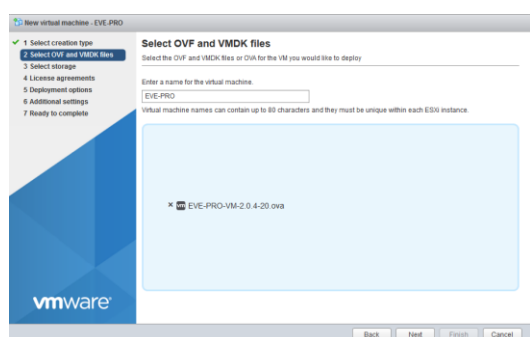 New virtual machine - EVE-PRO
1 Select creation type
2 Select OVF and VMDK files
3 Select storage
4 License agreements
5 Deployment options
6 Additional settings
7 Ready to complete
vmware
Select OVF and VMDK files
Select the OVF and VMDK files or OVA for the VM you would like to deploy
Enter a name for the virtual machine.
EVE-PRO
Virtual machine names can contain up to 80 characters and they must be unique within each ESXi instance.
× vm EVE-PRO-VM-2.0.4-20.ova
Back Next Finish Cancel